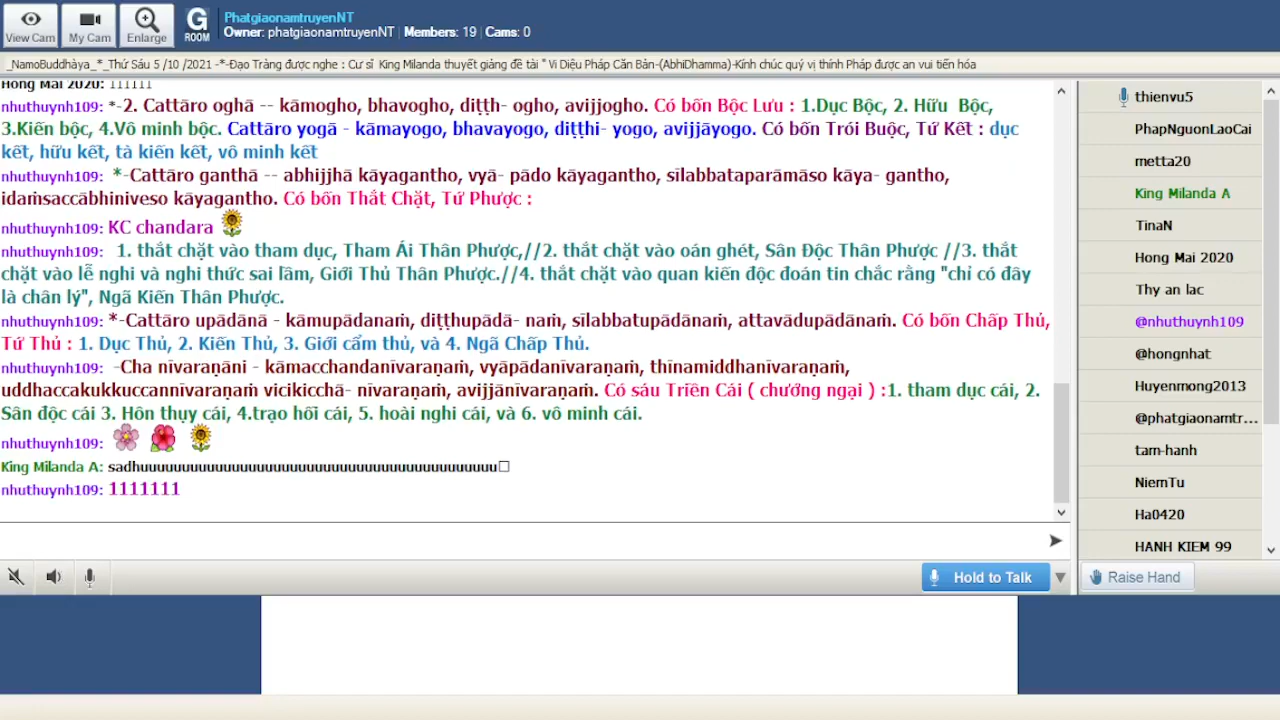 View Cam
My Cam
Enlarge
G
ROOM
PhatgiaonamtruyenNT
Owner: phatgiaonamtruyenNT | Members: 19 | Cams: 0
_NamoBuddhàya_*_Thứ Sáu 5 /10 /2021 -*-Đạo Tràng được nghe : Cư sĩ King Milanda thuyết giảng đề tài " Vi Diệu Pháp Căn Bản-(AbhiDhamma)-Kính chúc quý vị thính Pháp được an vui tiến hóa
Hong Mai 2020: 111111
nhuthuynh109: *-2. Cattāro oghā -- kāmogho, bhavogho, diṭṭh- ogho, avijjogho. Có bốn Bộc Lưu : 1.Dục Bộc, 2. Hữu Bộc,
3.Kiến bộc, 4.Vô minh bộc. Cattāro yogā - kāmayogo, bhavayogo, diṭṭhi- yogo, avijjāyogo. Có bốn Trói Buộc, Tứ Kết : dục
kết, hữu kết, tà kiến kết, vô minh kết
nhuthuynh109: *-Cattāro ganthā -- abhijjhā kāyagantho, vyā- pādo kāyagantho, sīlabbataparāmāso kāya- gantho,
idaṁsaccābhiniveso kāyagantho. Có bốn Thắt Chặt, Tứ Phược :
nhuthuynh109: KC chandara
nhuthuynh109: 1. thắt chặt vào tham dục, Tham Ái Thân Phược,//2. thắt chặt vào oán ghét, Sân Độc Thân Phược //3. thắt
chặt vào lễ nghi và nghi thức sai lầm, Giới Thủ Thân Phược.//4. thắt chặt vào quan kiến độc đoán tin chắc rằng "chỉ có đây
là chân lý", Ngã Kiến Thân Phược.
nhuthuynh109: *-Cattāro upādānā - kāmupādanaṁ, diṭṭhupādā- naṁ, sīlabbatupādānaṁ, attavādupādānaṁ. Có bốn Chấp Thủ,
Tứ Thủ : 1. Dục Thủ, 2. Kiến Thủ, 3. Giới cấm thủ, và 4. Ngã Chấp Thủ.
nhuthuynh109: -Cha nīvaraṇāni - kāmacchandanīvaraṇaṁ, vyāpādanīvaraṇaṁ, thīnamiddhanīvaraṇaṁ,
uddhaccakukkuccannīvaraṇaṁ vicikicchā- nīvaraṇaṁ, avijjānīvaraṇaṁ. Có sáu Triền Cái ( chướng ngại ) :1. tham dục cái, 2.
Sân độc cái 3. Hôn thụy cái, 4.trạo hối cái, 5. hoài nghi cái, và 6. vô minh cái.
nhuthuynh109:
King Milanda A: sadhuuuuuuuuuuuuuuuuuuuuuuuuuuuuuuuuuuuuuuuuuuu□
nhuthuynh109: 1111111
Hold to Talk
thienvu5
PhapNguonLaoCai
metta20
King Milanda A
TinaN
Hong Mai 2020
Thy an lac
@nhuthuynh109
@hongnhat
Huyenmong2013
@phatgiaonamtr...
tam-hanh
NiemTu
Ha0420
HANH KIEM 99
Raise Hand